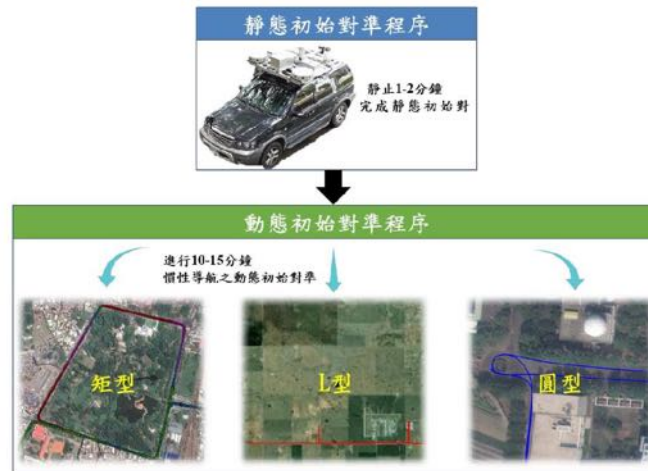 靜態初始對準程序
靜止1-2分鐘
完成靜態初始對
動態初始對準程序
進行10-15分鐘
慣性導航之動態初始對準
矩型
L型
圓型